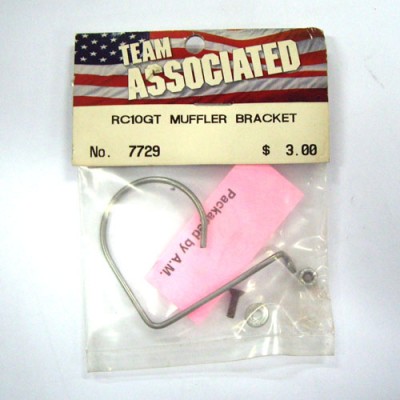 TEAM
ASSOCIATED
RC10GT MUFFLER BRACKET
No. 7729 $ 3.00
Packaged by A.M.